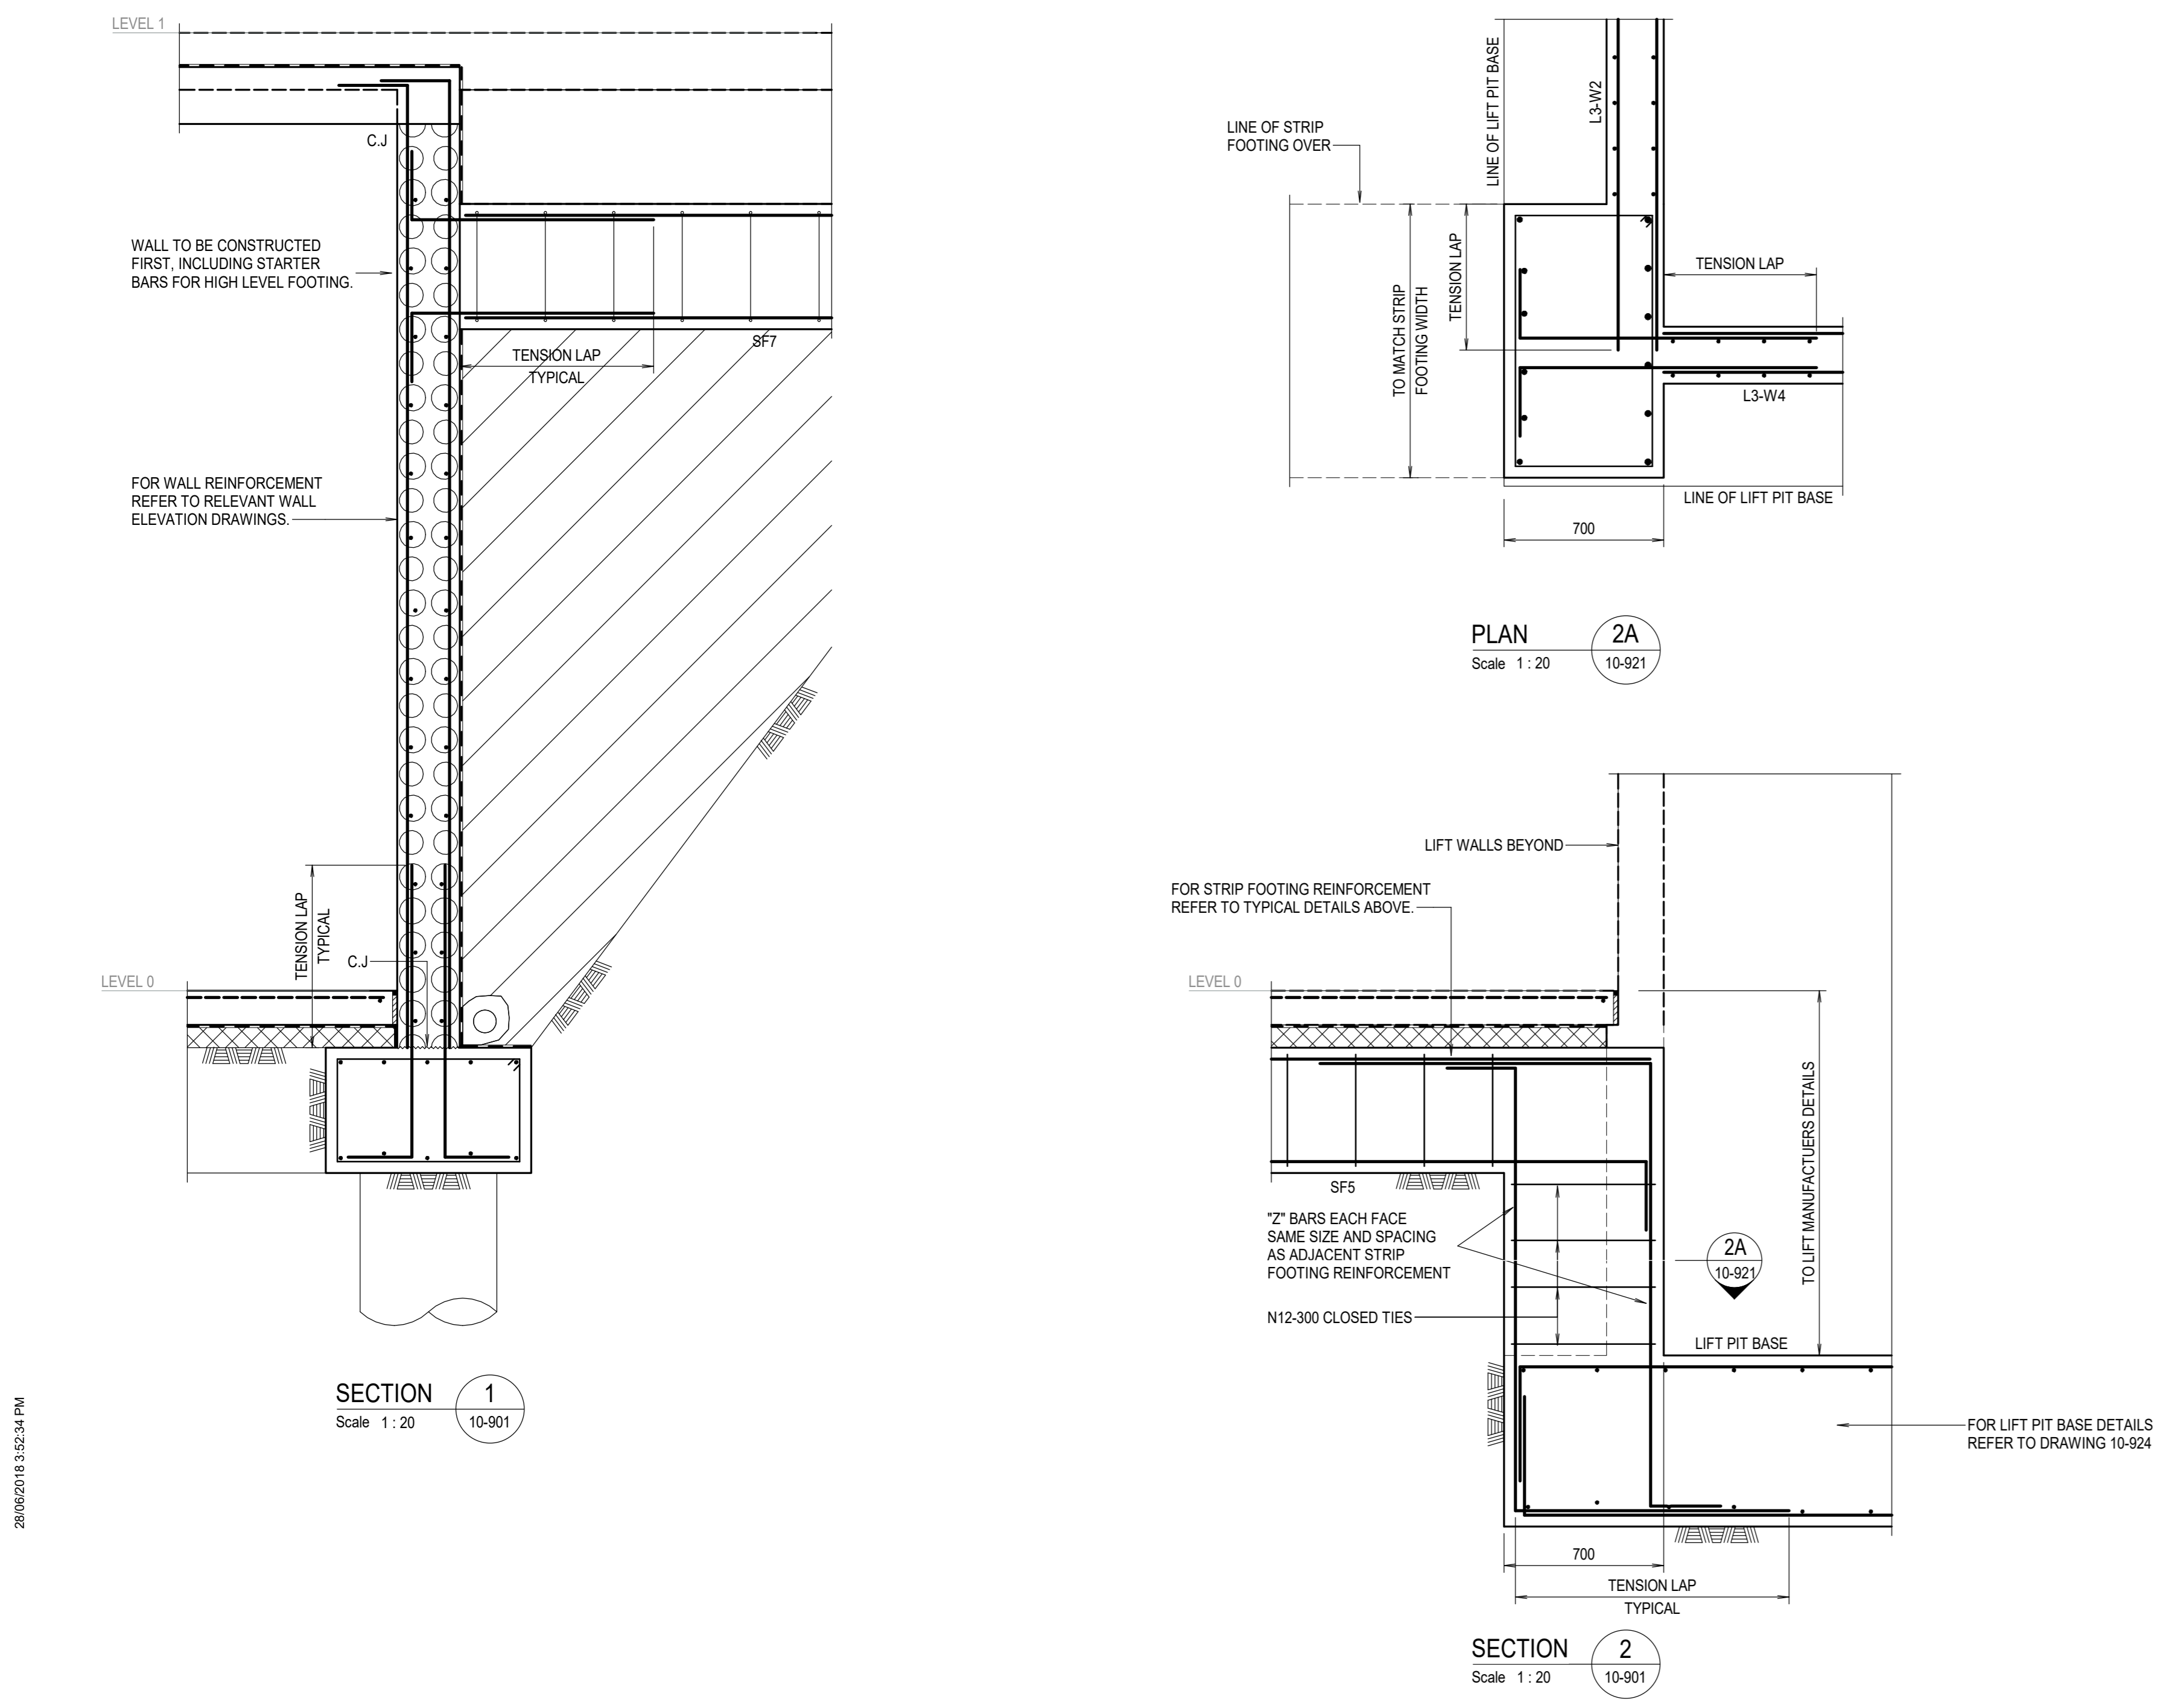 LEVEL 1
C.J
WALL TO BE CONSTRUCTED
FIRST, INCLUDING STARTER
BARS FOR HIGH LEVEL FOOTING.
SF7
TENSION LAP
TYPICAL
FOR WALL REINFORCEMENT
REFER TO RELEVANT WALL
ELEVATION DRAWINGS.
TENSION LAP
TYPICAL
C.J
LEVEL 0
SECTION
1
Scale 1 : 20
10-901
28/06/2018 3:52:34 PM
LINE OF STRIP
FOOTING OVER
LINE OF LIFT PIT BASE
L3-W2
TENSION LAP
TENSION LAP
TO MATCH STRIP
FOOTING WIDTH
L3-W4
LINE OF LIFT PIT BASE
700
PLAN
2A
Scale 1 : 20
10-921
LIFT WALLS BEYOND
FOR STRIP FOOTING REINFORCEMENT
REFER TO TYPICAL DETAILS ABOVE.
LEVEL 0
SF5
"Z" BARS EACH FACE
SAME SIZE AND SPACING
AS ADJACENT STRIP
FOOTING REINFORCEMENT
N12-300 CLOSED TIES
2A
10-921
TO LIFT MANUFACTUERS DETAILS
LIFT PIT BASE
FOR LIFT PIT BASE DETAILS
REFER TO DRAWING 10-924
700
TENSION LAP
TYPICAL
SECTION
2
Scale 1 : 20
10-901